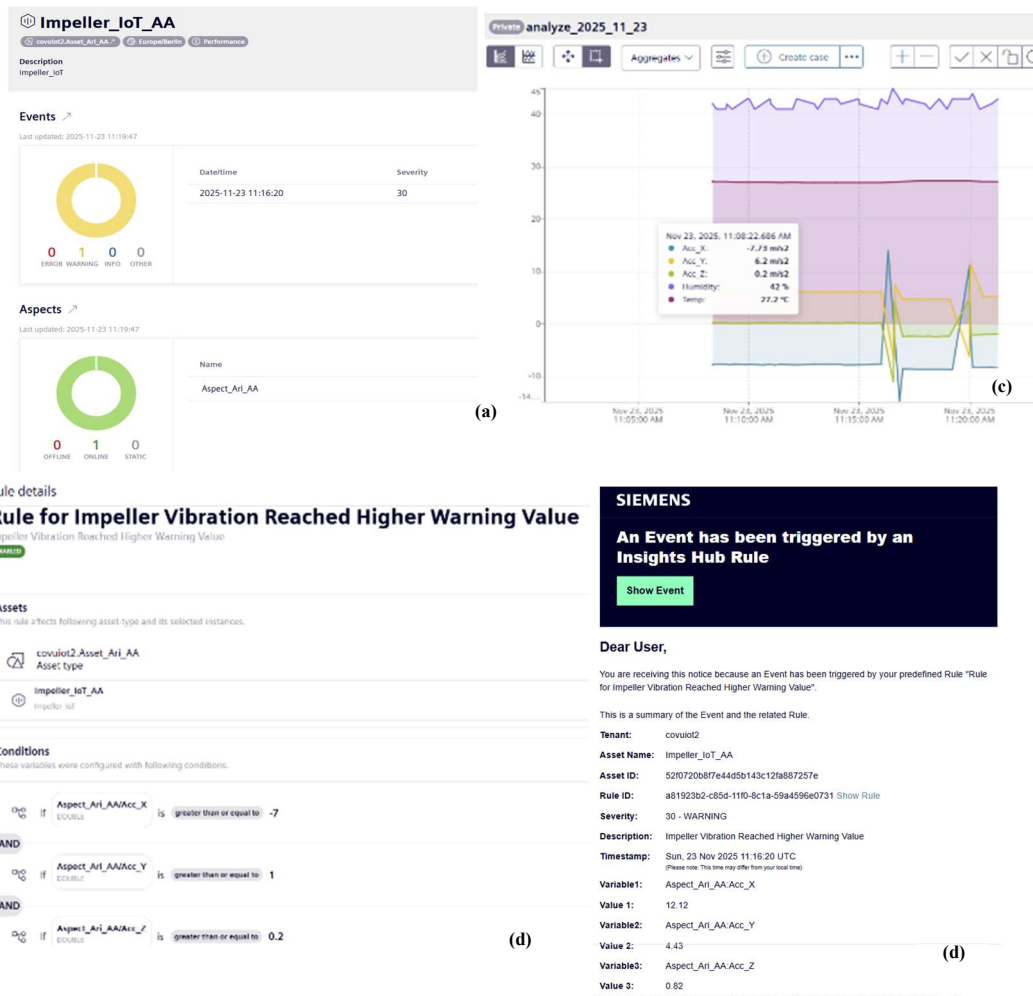 Impeller_IoT_AA
covuiot2.Asset_Ari_AA
Europe/Berlin
Performance
Description
Impeller_IoT
Events
Last updated: 2025-11-23 11:19:47
Date/time
Severity
2025-11-23 11:16:20
30
0
1
0
0
ERROR
WARNING
INFO
OTHER
Aspects
Last updated: 2025-11-23 11:19:47
Name
Aspect_Ari_AA
0
1
0
OFFLINE
ONLINE
STATIC
(a)
Private analyze_2025_11_23
Aggregates
Create case
45
40
30
20
10
0
-10
-14...
Nov 23, 2025, 11:08:22.686 AM
Acc_X: -7.73 m/s2
Acc_Y: 6.2 m/s2
Acc_Z: 0.2 m/s2
Humidity: 42 %
Temp: 27.2 °C
(c)
Nov 23, 2025
11:05:00 AM
Nov 23, 2025
11:10:00 AM
Nov 23, 2025
11:15:00 AM
Nov 23, 2025
11:20:00 AM
ule details
Rule for Impeller Vibration Reached Higher Warning Value
mpeller Vibration Reached Higher Warning Value
NABLED
Assets
This rule affects following asset-type and its selected instances.
covuiot2.Asset_Ari_AA
Asset type
Impeller_IoT_AA
Impeller IoT
Conditions
These variables were configured with following conditions.
If Aspect_Ari_AA/Acc_X is greater than or equal to -7
DOUBLE
AND
If Aspect_Ari_AA/Acc_Y is greater than or equal to 1
DOUBLE
AND
If Aspect_Ari_AA/Acc_Z is greater than or equal to 0.2
DOUBLE
(d)
SIEMENS
An Event has been triggered by an
Insights Hub Rule
Show Event
Dear User,
You are receiving this notice because an Event has been triggered by your predefined Rule "Rule
for Impeller Vibration Reached Higher Warning Value".
This is a summary of the Event and the related Rule.
Tenant: covuiot2
Asset Name: Impeller_IoT_AA
Asset ID: 52f0720b8f7e44d5b143c12fa887257e
Rule ID: a81923b2-c85d-11f0-8c1a-59a4596e0731 Show Rule
Severity: 30 - WARNING
Description: Impeller Vibration Reached Higher Warning Value
Timestamp: Sun, 23 Nov 2025 11:16:20 UTC
(Please note: This time may differ from your local time)
Variable1: Aspect_Ari_AA:Acc_X
Value 1: 12.12
Variable2: Aspect_Ari_AA:Acc_Y
Value 2: 4.43
Variable3: Aspect_Ari_AA:Acc_Z
Value 3: 0.82
(d)